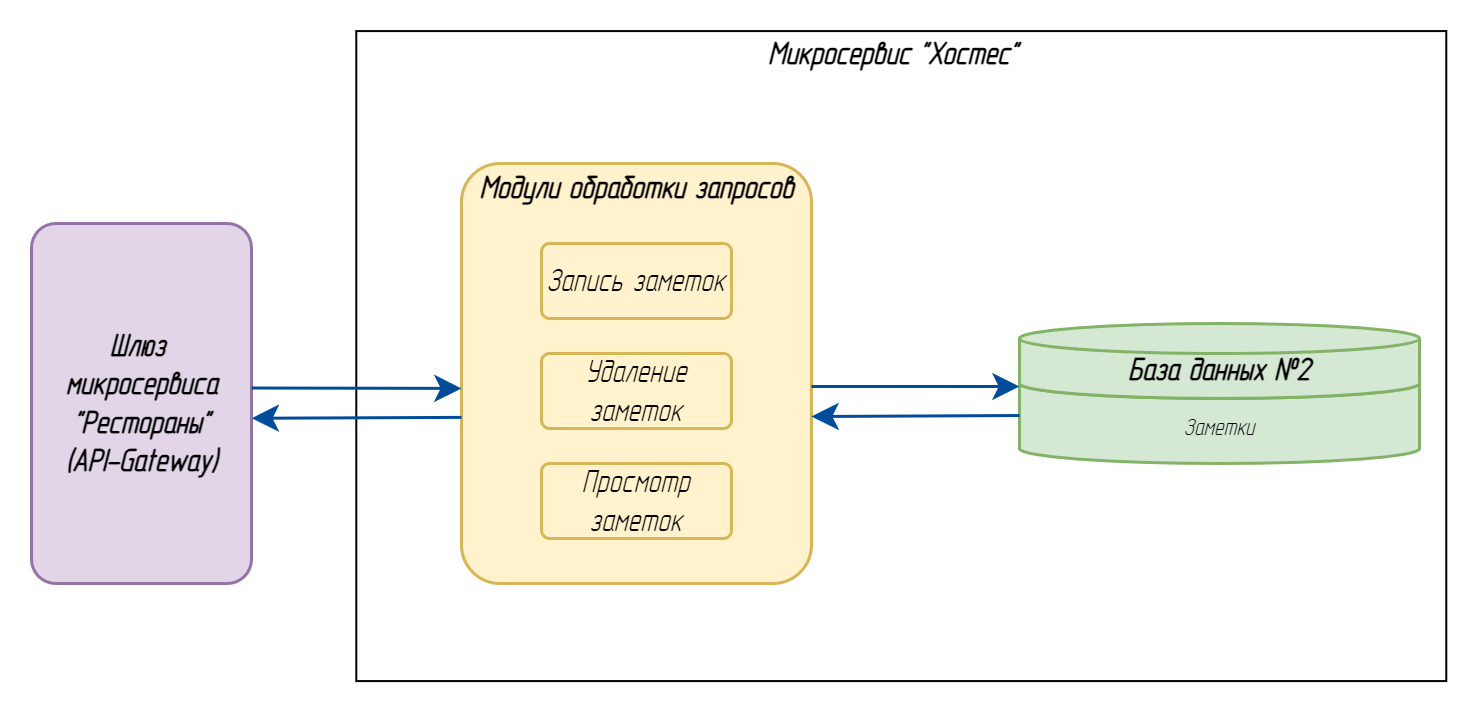 Микросервис "Хостес"
Модули обработки запросов
Запись заметок
Удаление
заметок
Просмотр
заметок
Шлюз
микросервиса
"Рестораны"
(API-Gateway)
База данных №2
Заметки